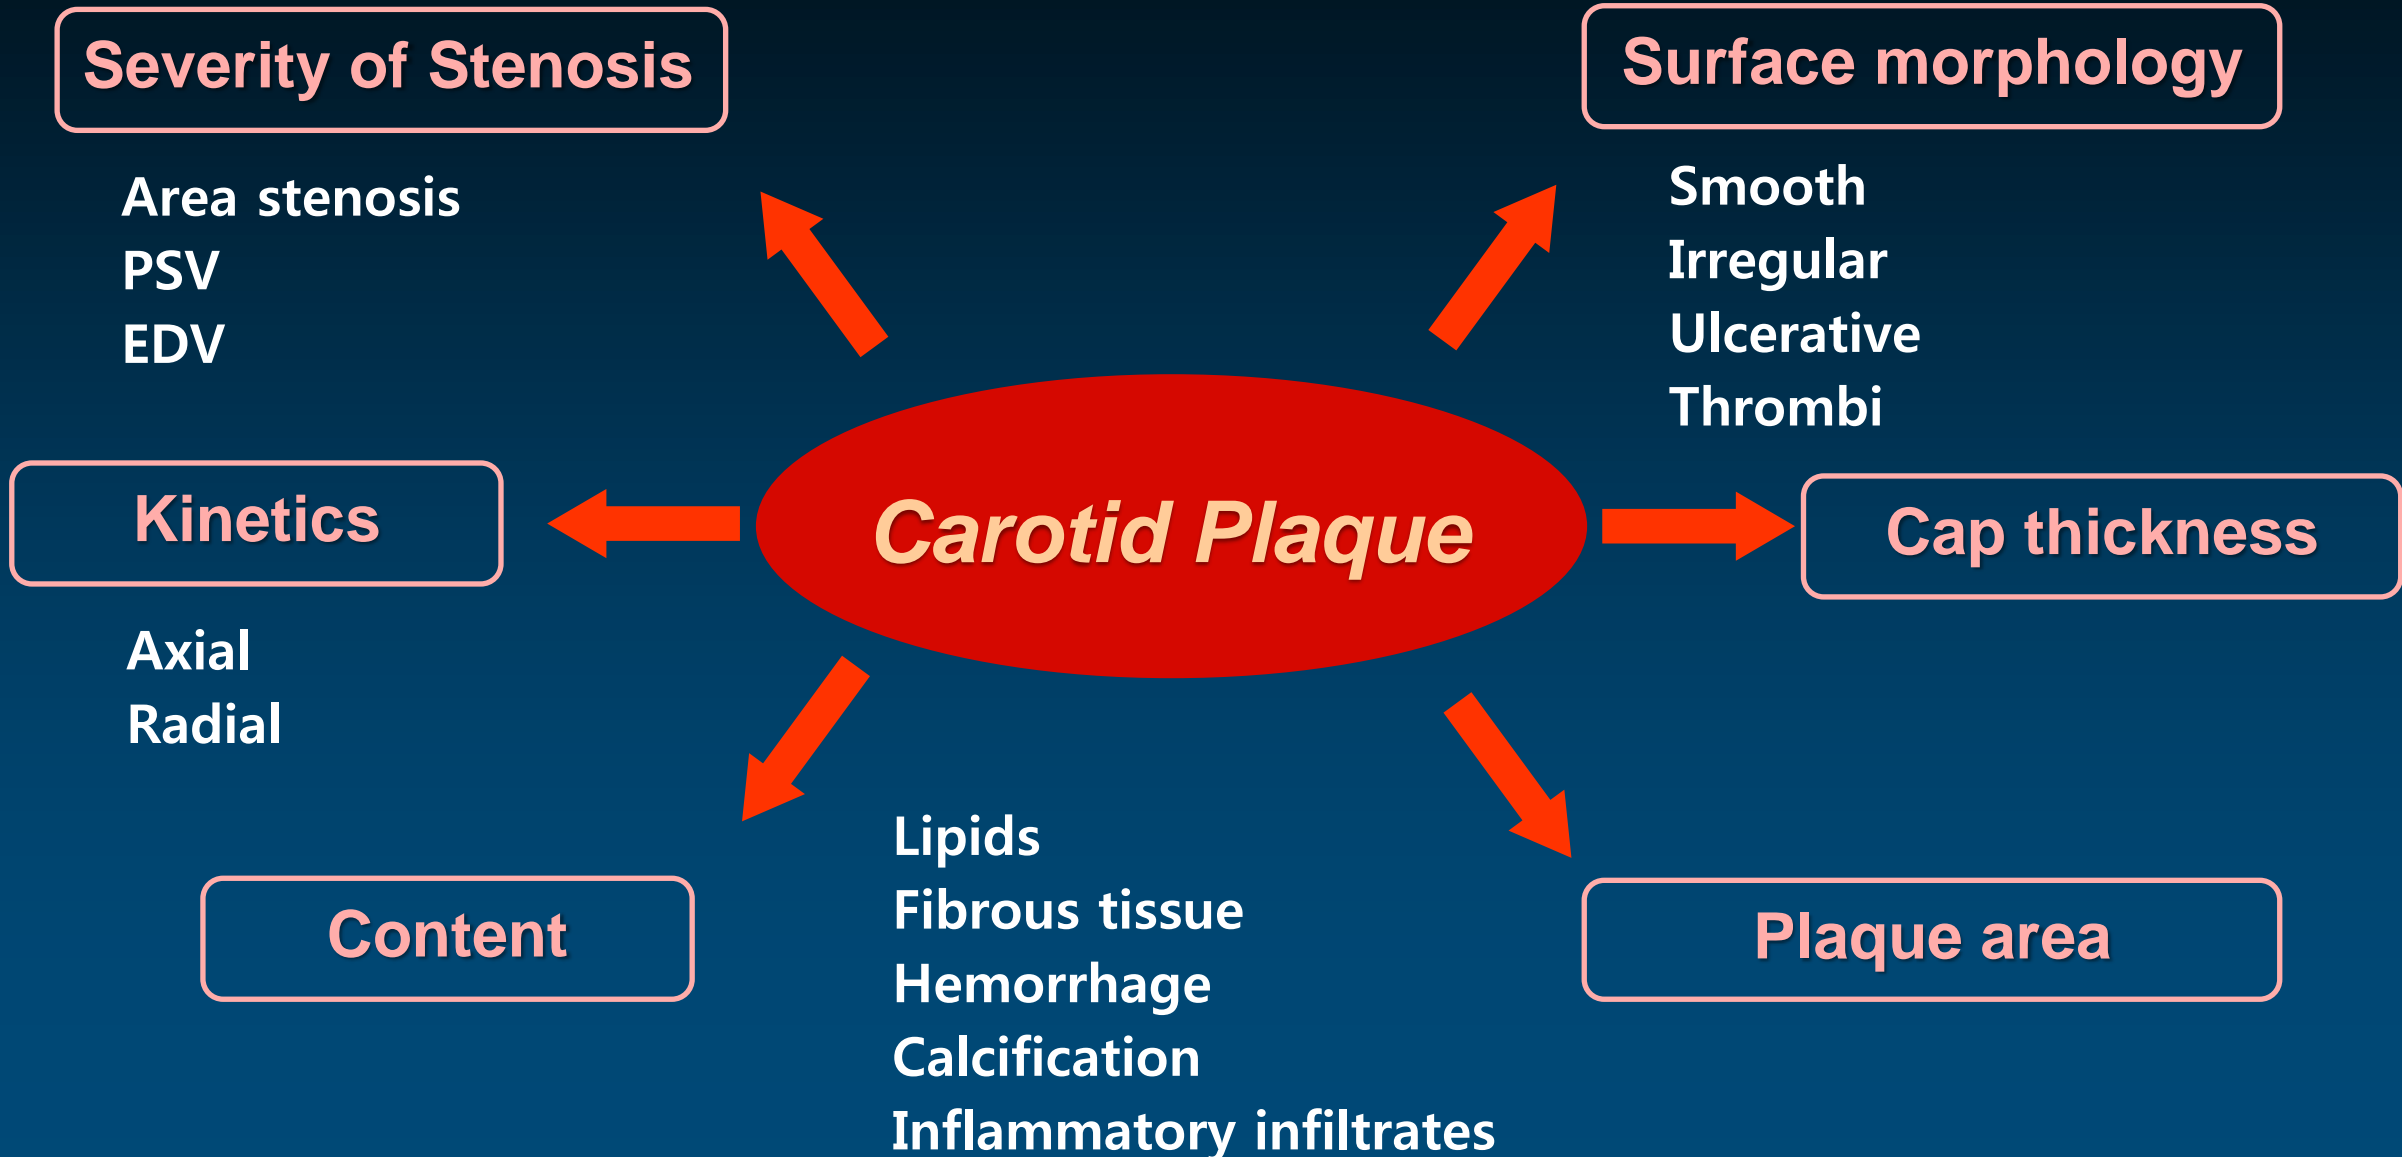 Severity of Stenosis
Area stenosis
PSV
EDV
Surface morphology
Smooth
Irregular
Ulcerative
Thrombi
Kinetics
Axial
Radial
Carotid Plaque
Cap thickness
Content
Lipids
Fibrous tissue
Hemorrhage
Calcification
Inflammatory infiltrates
Plaque area